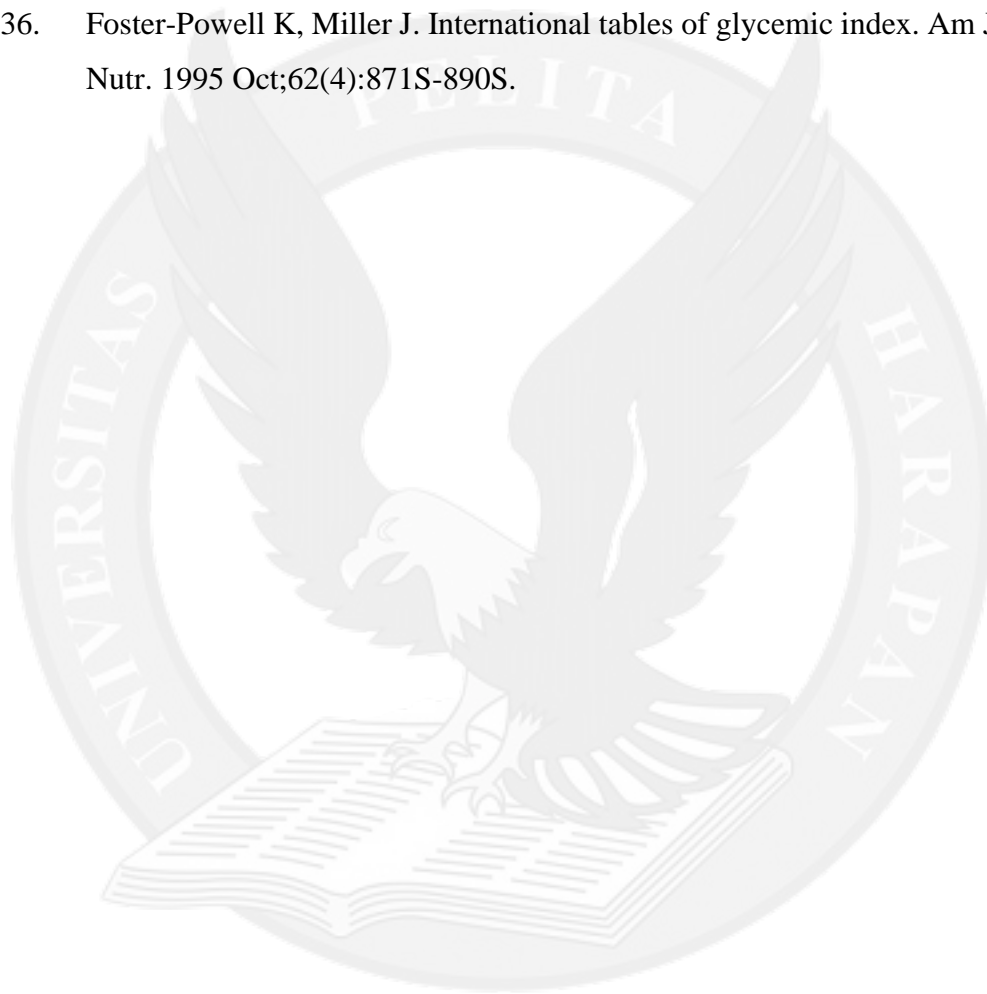 36. Foster-Powell K, Miller J. International tables of glycemic index. Am J
Nutr. 1995 Oct;62(4):871S-890S.
UNIVERSITAS PELITA HARAPAN